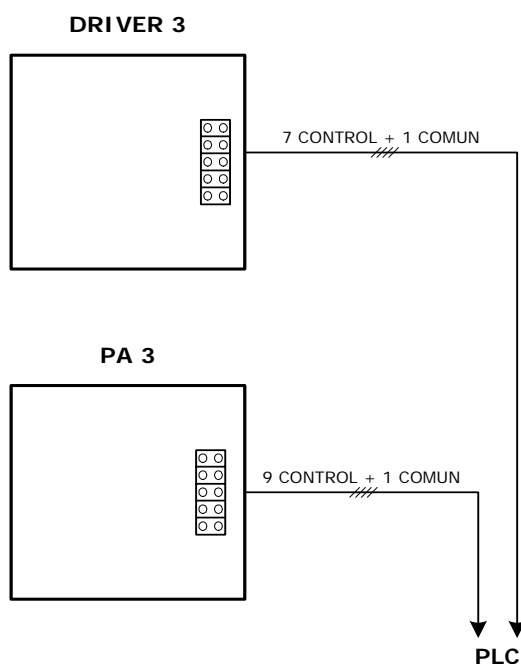 DRIVER 3
7 CONTROL + 1 COMUN
PA 3
9 CONTROL + 1 COMUN
PLC